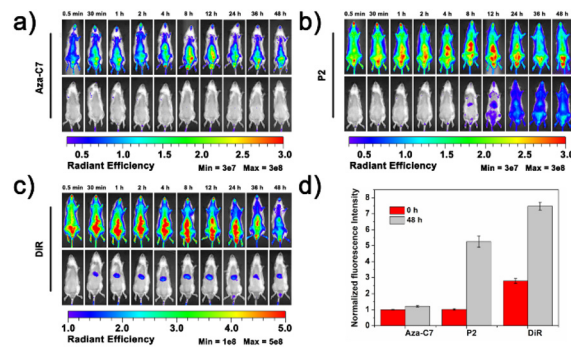 a)
0.5 min 30 min 1 h 2 h 4 h 8 h 12 h 24 h 36 h 48 h
Aza-C7
0.5 1.0 1.5 2.0 2.5 3.0
Radiant Efficiency
Min = 3e7 Max = 3e8
b)
0.5 min 30 min 1 h 2 h 4 h 8 h 12 h 24 h 36 h 48 h
P2
0.5 1.0 1.5 2.0 2.5 3.0
Radiant Efficiency
Min = 3e7 Max = 3e8
c)
0.5 min 30 min 1 h 2 h 4 h 8 h 12 h 24 h 36 h 48 h
DiR
1.0 2.0 3.0 4.0 5.0
Radiant Efficiency
Min = 1e8 Max = 5e8
d)
Normalized fluorescence Intensity
8
7
6
5
4
3
2
1
0
0 h
48 h
Aza-C7 P2 DiR